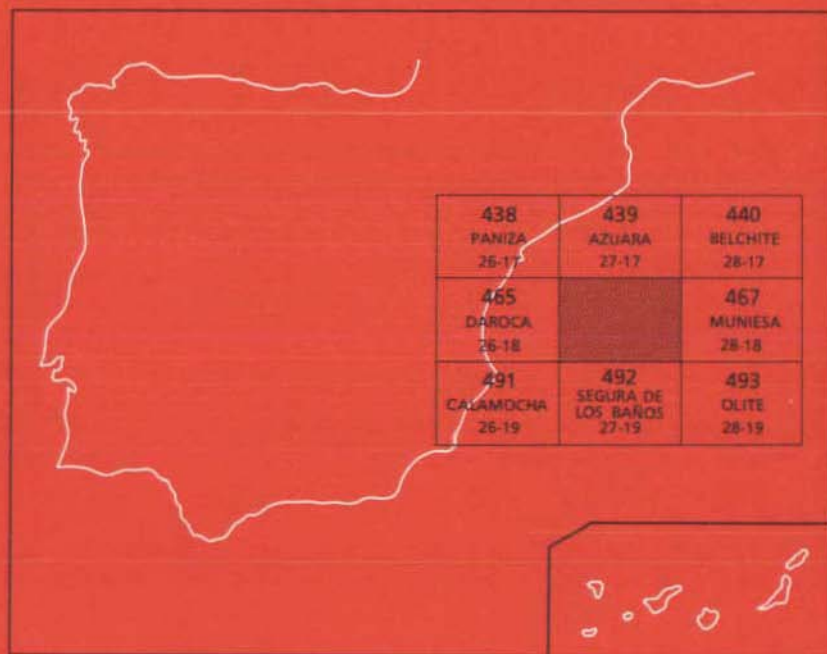 438
PANIZA
26-17
439
AZUARA
27-17
440
BELCHITE
28-17
465
DAROCA
26-18
467
MUNIESA
28-18
491
CALAMOCHA
26-19
492
SEGURA DE
LOS BAÑOS
27-19
493
OLITE
28-19